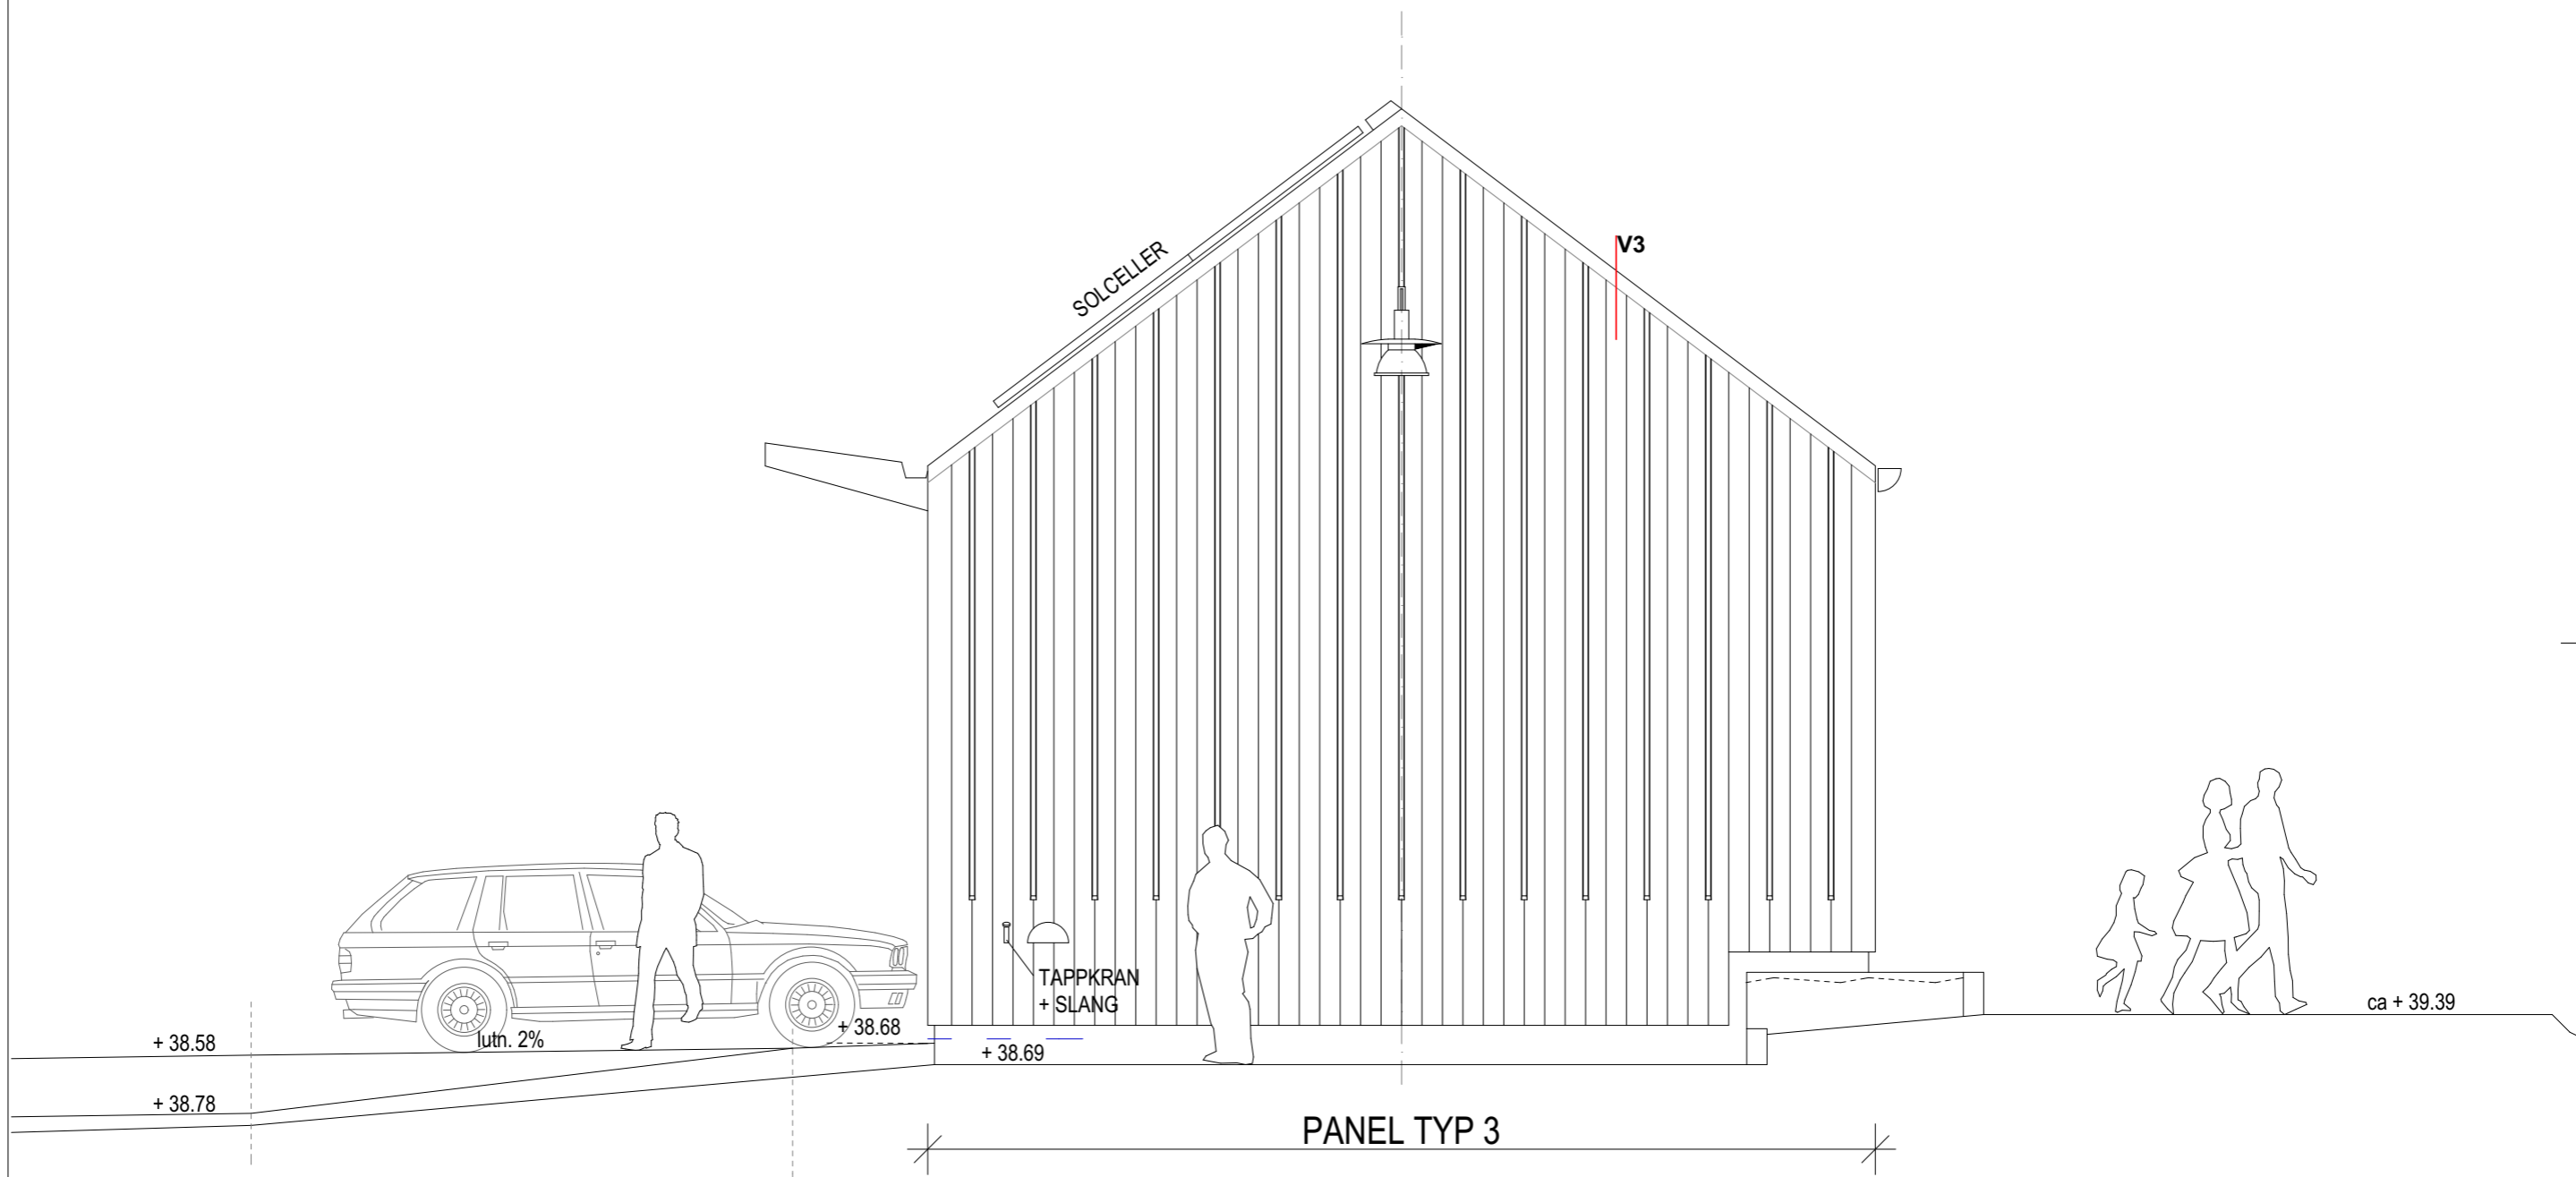 V3
SOLCELLER
TAPPKRAN
+ SLANG
ca + 39.39
+ 38.68
lutn. 2%
+ 38.58
+ 38.69
+ 38.78
PANEL TYP 3